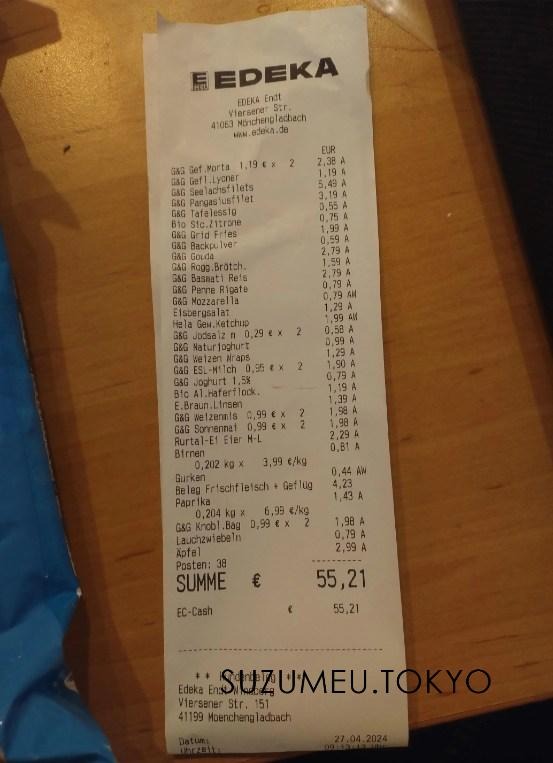 EDEKA
EDEKA Endt
Viersener Str.
41063 Mönchengladbach
www.edeka.de
EUR
G&G Gef.Morta 1,19 € x 2 2,38 A
G&G Gefl.Lyoner 1,19 A
G&G Seelachsfilets 5,49 A
G&G Pangasiusfilet 3,19 A
G&G Tafelessig 0,55 A
Bio Siz.Zitrone 0,75 A
G&G Grid Fries 1,99 A
G&G Backpulver 0,59 A
G&G Gouda 2,79 A
G&G Rogg.Brötch. 1,59 A
G&G Basmati Reis 2,79 A
G&G Penne Rigate 0,79 A
G&G Mozzarella 0,79 AW
Eisbergsalat 1,29 A
Hela Gew.Ketchup 1,99 AW
G&G Jodsalz m 0,29 € x 2 0,58 A
G&G Naturjoghurt 0,99 A
G&G Weizen Wraps 1,29 A
G&G ESL-Milch 0,95 € x 2 1,90 A
G&G Joghurt 1,5% 0,79 A
Bio Al.Haferflock. 1,19 A
E.Braun.Linsen 1,39 A
G&G Weizenmis 0,99 € x 2 1,98 A
G&G Sonnenmai 0,99 € x 2 1,98 A
Rurtal-Ei Eier M-L 2,29 A
Birnen 0,81 A
0,202 kg x 3,99 €/kg
Gurken 0,44 AW
Beleg Frischfleisch + Geflüg 4,23
Paprika 1,43 A
0,204 kg x 6,99 €/kg
G&G Knobl.Bag 0,99 € x 2 1,98 A
Lauchzwiebeln 0,79 A
Äpfel 2,99 A
Posten: 38
SUMME € 55,21
EC-Cash € 55,21
* * Kundenbeleg * *
SUZUMEU.TOKYO
Edeka Endt Windberg
Viersener Str. 151
41199 Moenchengladbach
Datum: 27.04.2024
Uhrzeit: